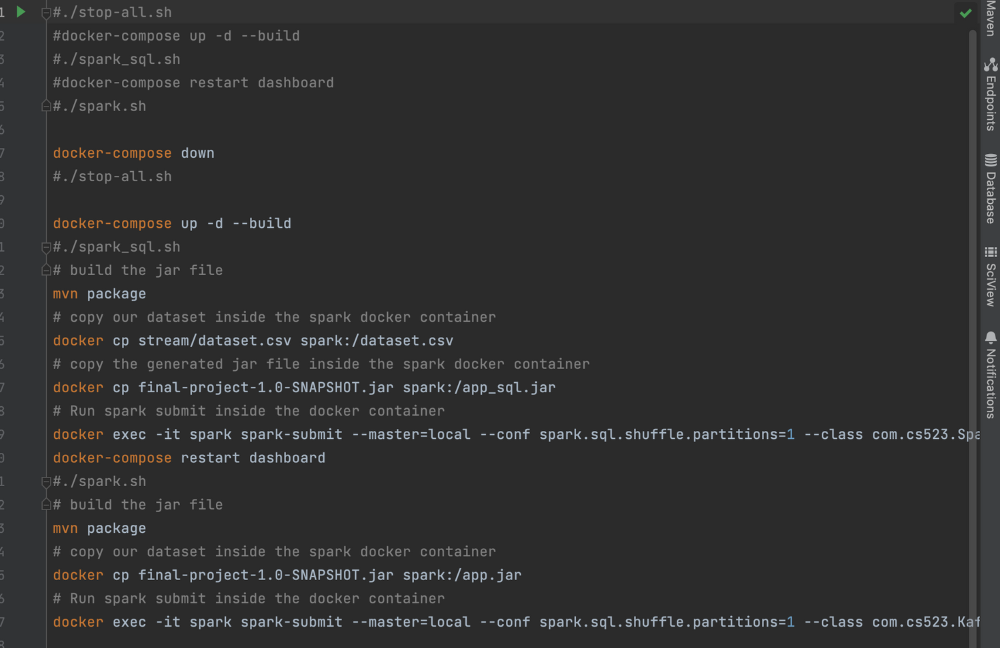 #./stop-all.sh
#docker-compose up -d --build
#./spark_sql.sh
#docker-compose restart dashboard
#./spark.sh
docker-compose down
#./stop-all.sh
docker-compose up -d --build
#./spark_sql.sh
# build the jar file
mvn package
# copy our dataset inside the spark docker container
docker cp stream/dataset.csv spark:/dataset.csv
# copy the generated jar file inside the spark docker container
docker cp final-project-1.0-SNAPSHOT.jar spark:/app_sql.jar
# Run spark submit inside the docker container
docker exec -it spark spark-submit --master=local --conf spark.sql.shuffle.partitions=1 --class com.cs523.Spa
docker-compose restart dashboard
#./spark.sh
# build the jar file
mvn package
# copy our dataset inside the spark docker container
docker cp final-project-1.0-SNAPSHOT.jar spark:/app.jar
# Run spark submit inside the docker container
docker exec -it spark spark-submit --master=local --conf spark.sql.shuffle.partitions=1 --class com.cs523.Kaf
Maven
Endpoints
Database
SciView
Notifications